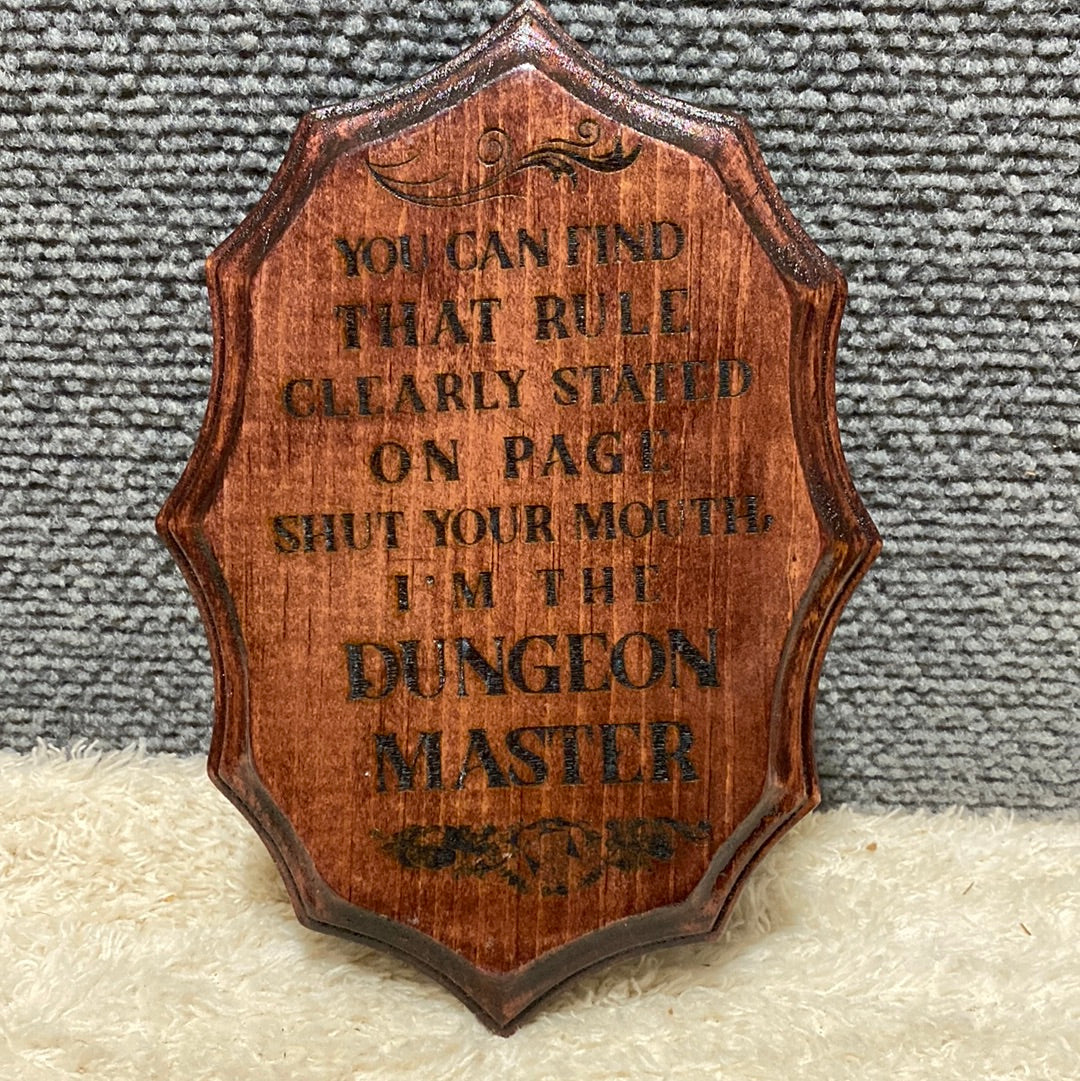 YOU CAN FIND
THAT RULE
CLEARLY STATED
ON PAGE
SHUT YOUR MOUTH,
I'M THE
DUNGEON
MASTER